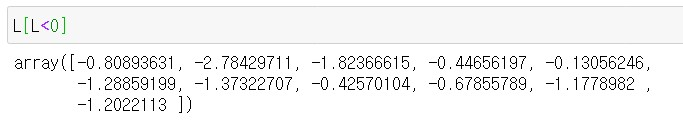 L[L<0]
array([-0.80893631, -2.78429711, -1.82366615, -0.44656197, -0.13056246,
-1.28859199, -1.37322707, -0.42570104, -0.67855789, -1.1778982 ,
-1.2022113 ])